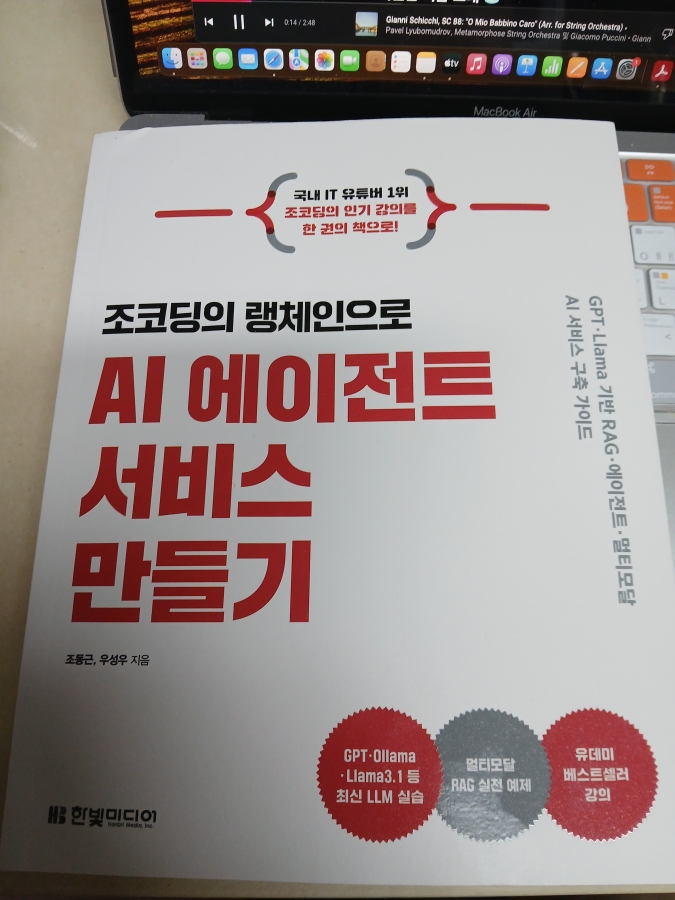 0:14 / 2:48
Gianni Schicchi, SC 88: "O Mio Babbino Caro" (Arr. for String Orchestra) •
Pavel Lyubomudrov, Metamorphose String Orchestra 및 Giacomo Puccini • Giann
tv
MacBook Air
국내 IT 유튜버 1위
조코딩의 인기 강의를
한 권의 책으로!
조코딩의 랭체인으로
AI 에이전트
서비스
만들기
GPT·Llama 기반 RAG·에이전트·멀티모달
AI 서비스 구축 가이드
조동근, 우성우 지음
GPT·Ollama
·Llama3.1 등
최신 LLM 실습
멀티모달
RAG 실전 예제
유데미
베스트셀러
강의
HB 한빛미디어
Hanbit Media, Inc.